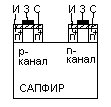 И З С И З С
p-
канал
n-
канал
САПФИР